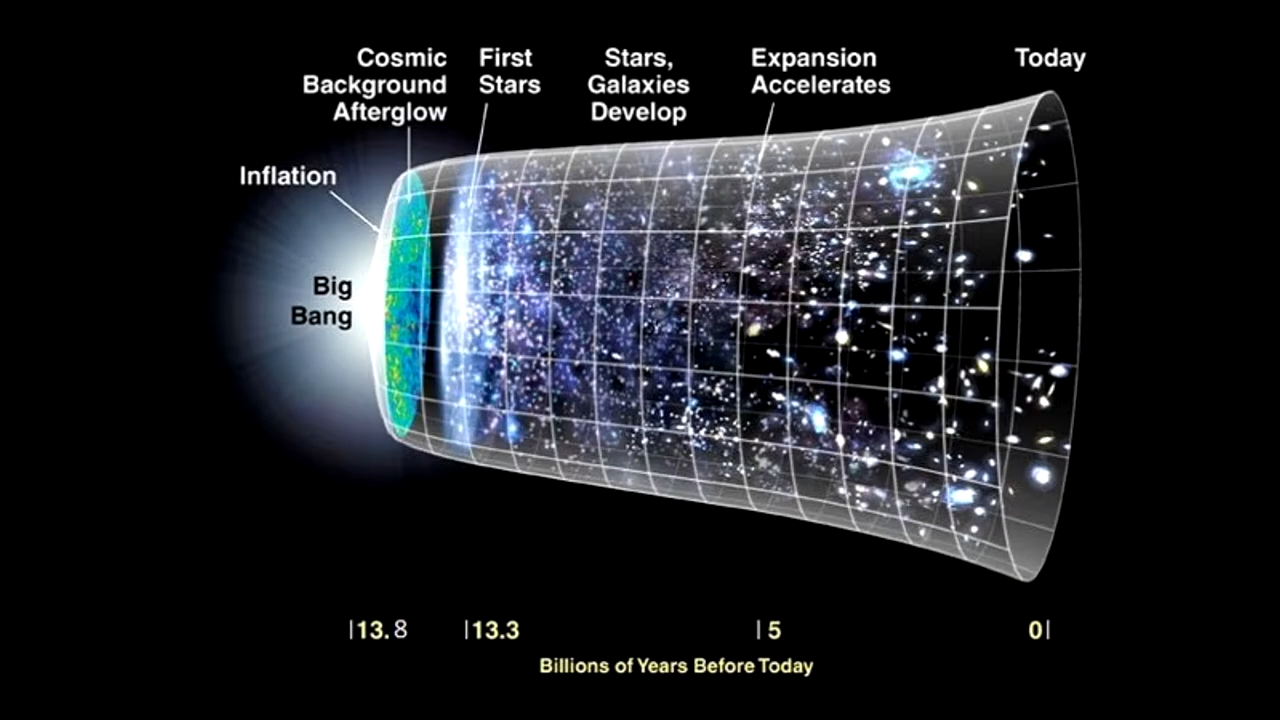 Cosmic
Background
Afterglow
First
Stars
Stars,
Galaxies
Develop
Expansion
Accelerates
Today
Inflation
Big
Bang
13.8
13.3
5
0
Billions of Years Before Today